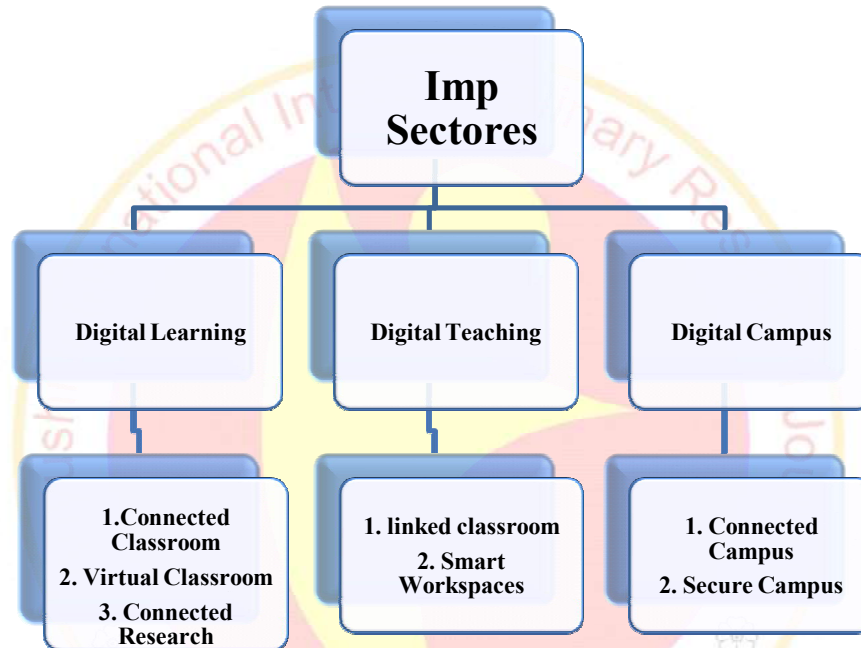 Imp
Sectores
Digital Learning
Digital Teaching
Digital Campus
1.Connected
Classroom
2. Virtual Classroom
3. Connected
Research
1. linked classroom
2. Smart
Workspaces
1. Connected
Campus
2. Secure Campus